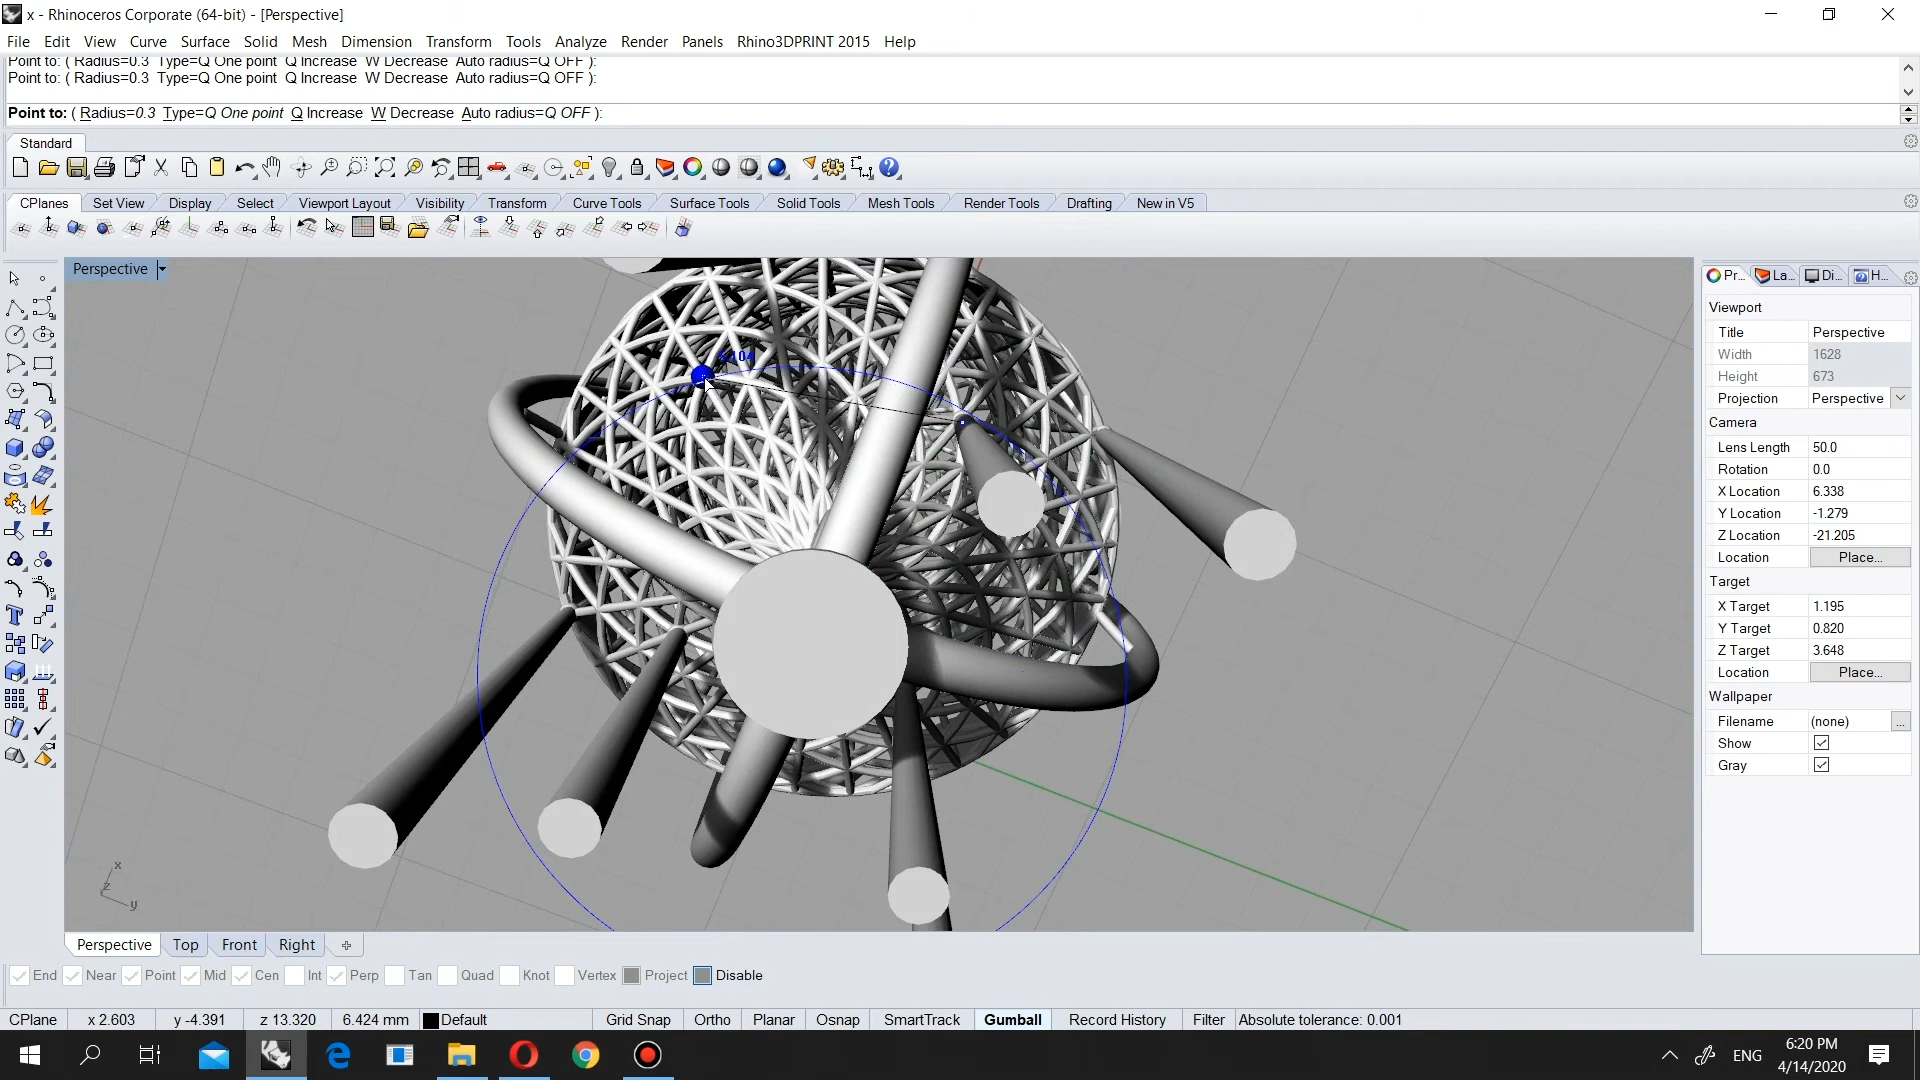 x - Rhinoceros Corporate (64-bit) - [Perspective]
File Edit View Curve Surface Solid Mesh Dimension Transform Tools Analyze Render Panels Rhino3DPRINT 2015 Help
Point to: ( Radius=0.3 Type=Q One point Q Increase W Decrease Auto radius=Q OFF ):
Point to: ( Radius=0.3 Type=Q One point Q Increase W Decrease Auto radius=Q OFF ):
Point to: ( Radius=0.3 Type=Q One point Q Increase W Decrease Auto radius=Q OFF ):
Standard
CPlanes Set View Display Select Viewport Layout Visibility Transform Curve Tools Surface Tools Solid Tools Mesh Tools Render Tools Drafting New in V5
Perspective
Pr... La... Di... H...
Viewport
Title Perspective
Width 1628
Height 673
Projection Perspective
Camera
Lens Length 50.0
Rotation 0.0
X Location 6.338
Y Location -1.279
Z Location -21.205
Location Place...
Target
X Target 1.195
Y Target 0.820
Z Target 3.648
Location Place...
Wallpaper
Filename (none) ...
Show
Gray
x
z
y
Perspective Top Front Right
End Near Point Mid Cen Int Perp Tan Quad Knot Vertex Project Disable
CPlane x 2.603 y -4.391 z 13.320 6.424 mm Default Grid Snap Ortho Planar Osnap SmartTrack Gumball Record History Filter Absolute tolerance: 0.001
ENG
6:20 PM
4/14/2020